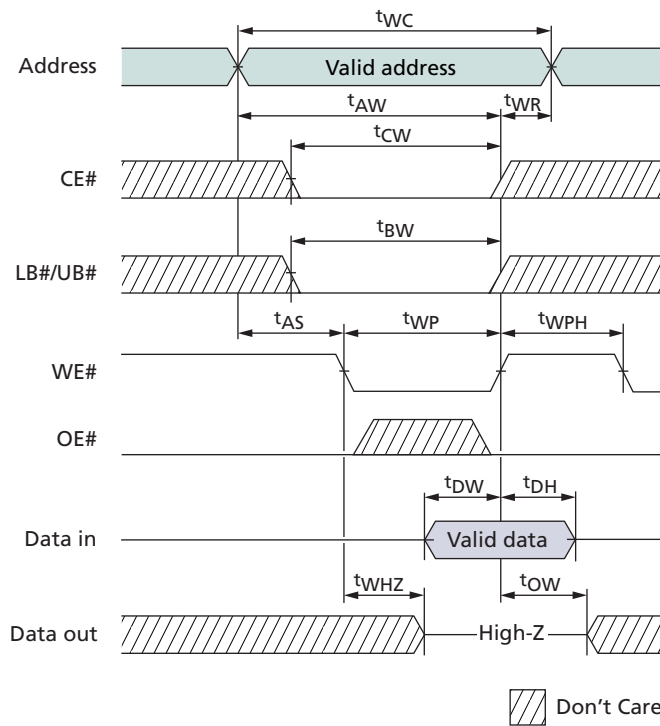 tWC
Address
Valid address
tAW
tWR
tCW
CE#
tBW
LB#/UB#
tAS
tWP
tWPH
WE#
OE#
tDW
tDH
Data in
Valid data
tWHZ
tOW
Data out
High-Z
Don't Care